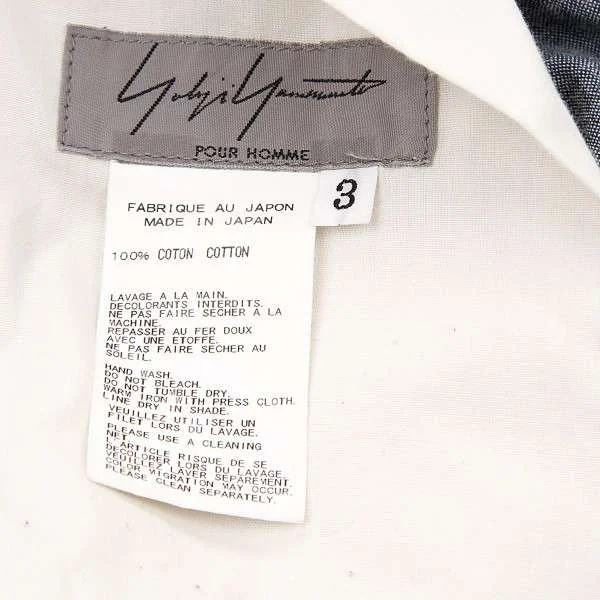 Yohji Yamamoto
POUR HOMME
3
FABRIQUE AU JAPON
MADE IN JAPAN
100% COTON COTTON
LAVAGE A LA MAIN.
DECOLORANTS INTERDITS.
NE PAS FAIRE SECHER A LA
MACHINE.
REPASSER AU FER DOUX
AVEC UNE ETOFFE.
NE PAS FAIRE SECHER AU
SOLEIL.
HAND WASH.
DO NOT BLEACH.
DO NOT TUMBLE DRY.
WARM IRON WITH PRESS CLOTH.
LINE DRY IN SHADE.
VEUILLEZ UTILISER UN
FILET LORS DU LAVAGE.
PLEASE USE A CLEANING
NET.
L'ARTICLE RISQUE DE SE
DECOLORER LORS DU LAVAGE.
VEUILLEZ LAVER SEPAREMENT.
COLOR MIGRATION MAY OCCUR.
PLEASE CLEAN SEPARATELY.